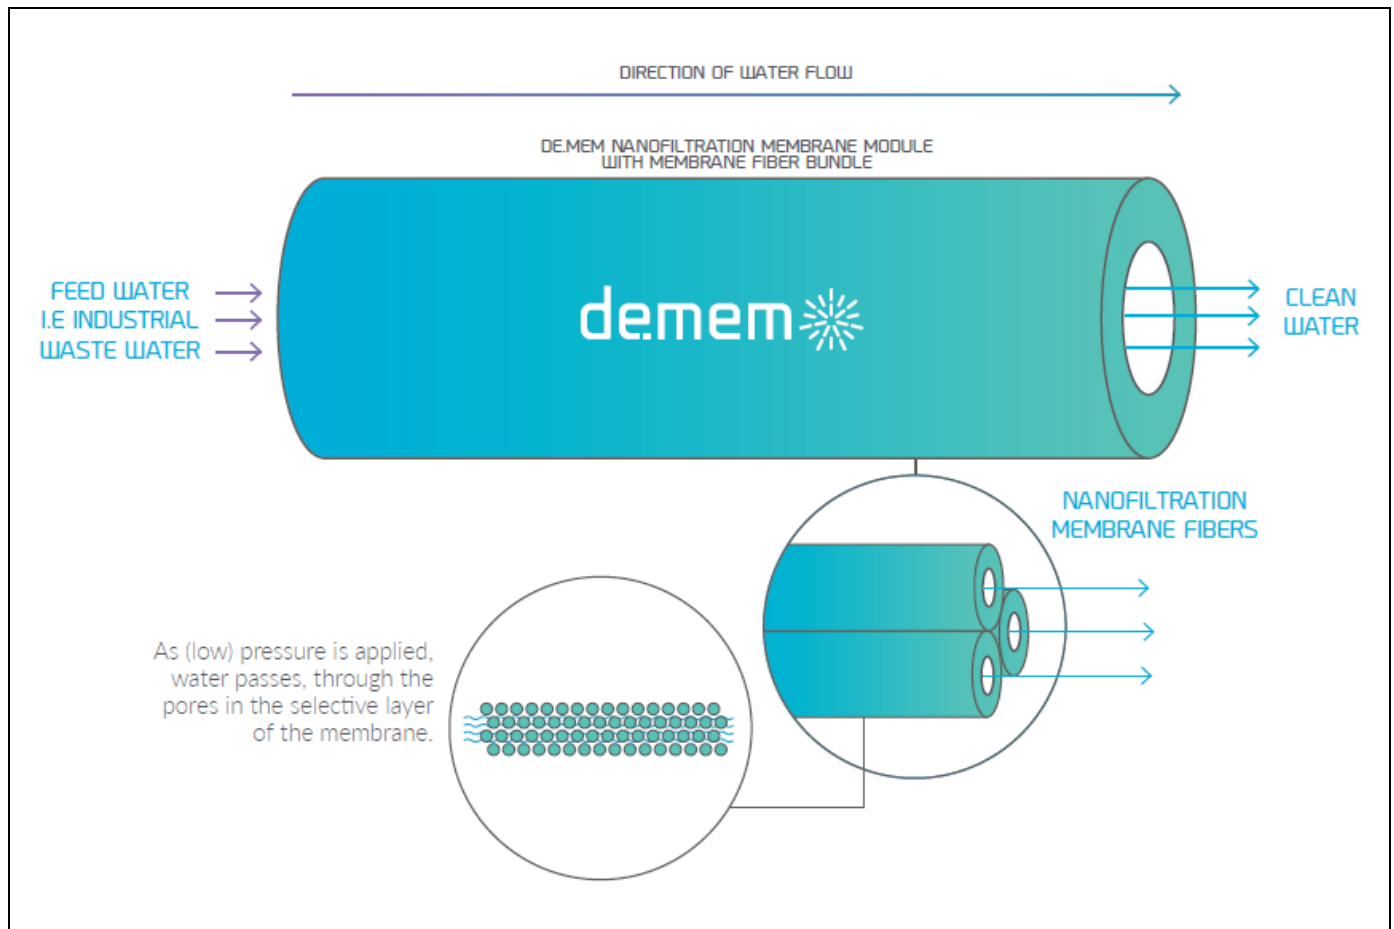 DIRECTION OF WATER FLOW
DE.MEM NANOFILTRATION MEMBRANE MODULE
WITH MEMBRANE FIBER BUNDLE
FEED WATER
I.E INDUSTRIAL
WASTE WATER
de.mem
CLEAN
WATER
NANOFILTRATION
MEMBRANE FIBERS
As (low) pressure is applied,
water passes, through the
pores in the selective layer
of the membrane.